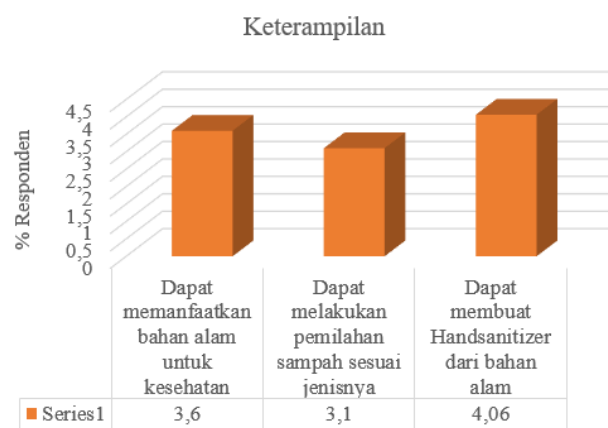 Keterampilan
% Responden
4,5
4
3,5
3
2,5
2
1,5
1
0,5
0
Dapat
memanfaatkan
bahan alam
untuk
kesehatan
Dapat
melakukan
pemilahan
sampah sesuai
jenisnya
Dapat
membuat
Handsanitizer
dari bahan
alam
Series1 3,6 3,1 4,06